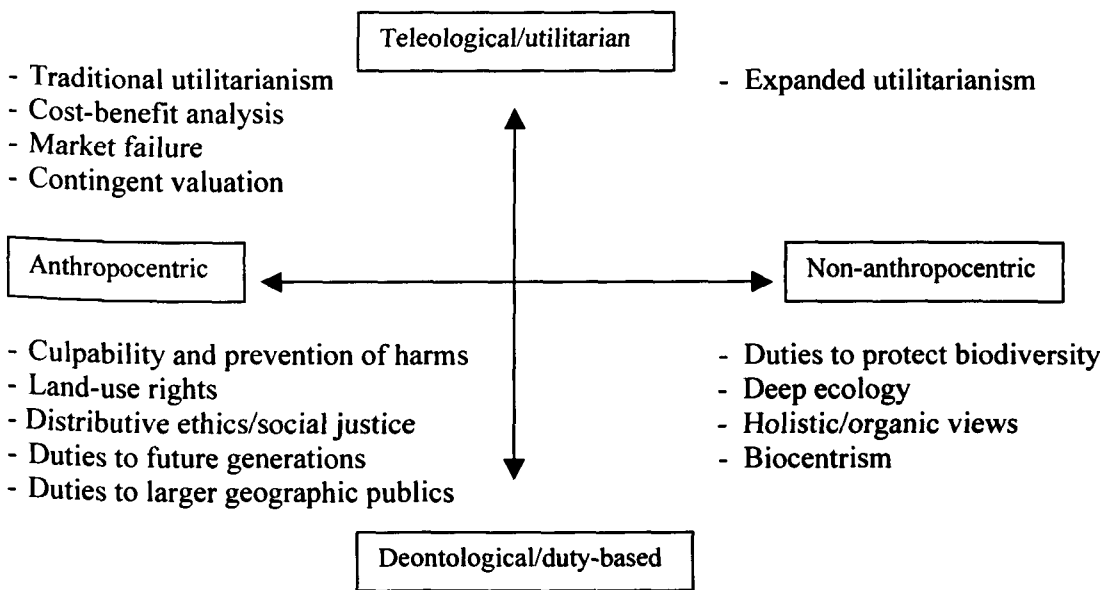 Teleological/utilitarian
- Traditional utilitarianism
- Cost-benefit analysis
- Market failure
- Contingent valuation
- Expanded utilitarianism
Anthropocentric
Non-anthropocentric
- Culpability and prevention of harms
- Land-use rights
- Distributive ethics/social justice
- Duties to future generations
- Duties to larger geographic publics
- Duties to protect biodiversity
- Deep ecology
- Holistic/organic views
- Biocentrism
Deontological/duty-based